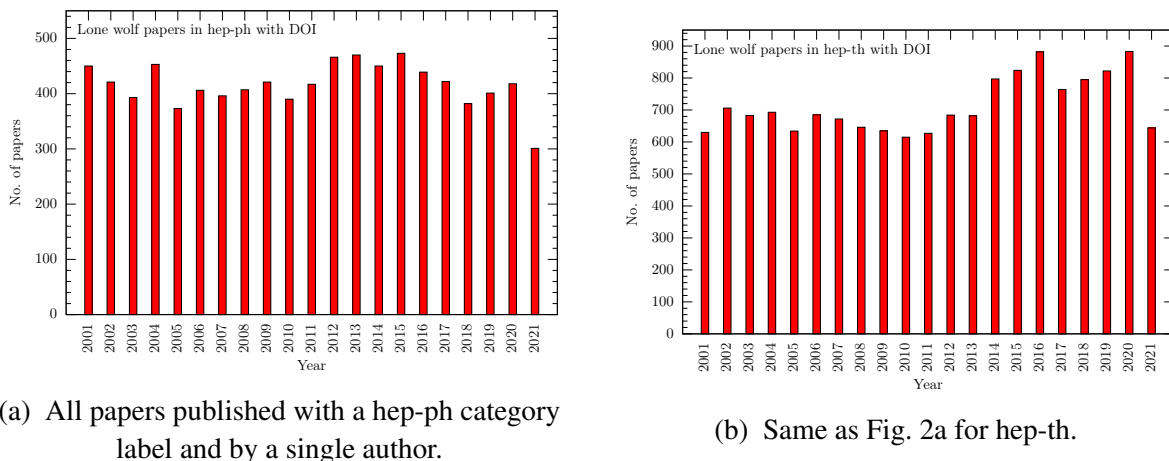 Lone wolf papers in hep-ph with DOI
500
400
300
200
100
0
No. of papers
2001 2002 2003 2004 2005 2006 2007 2008 2009 2010 2011 2012 2013 2014 2015 2016 2017 2018 2019 2020 2021
Year
(a) All papers published with a hep-ph category
label and by a single author.
Lone wolf papers in hep-th with DOI
900
800
700
600
500
400
300
200
100
0
No. of papers
2001 2002 2003 2004 2005 2006 2007 2008 2009 2010 2011 2012 2013 2014 2015 2016 2017 2018 2019 2020 2021
Year
(b) Same as Fig. 2a for hep-th.